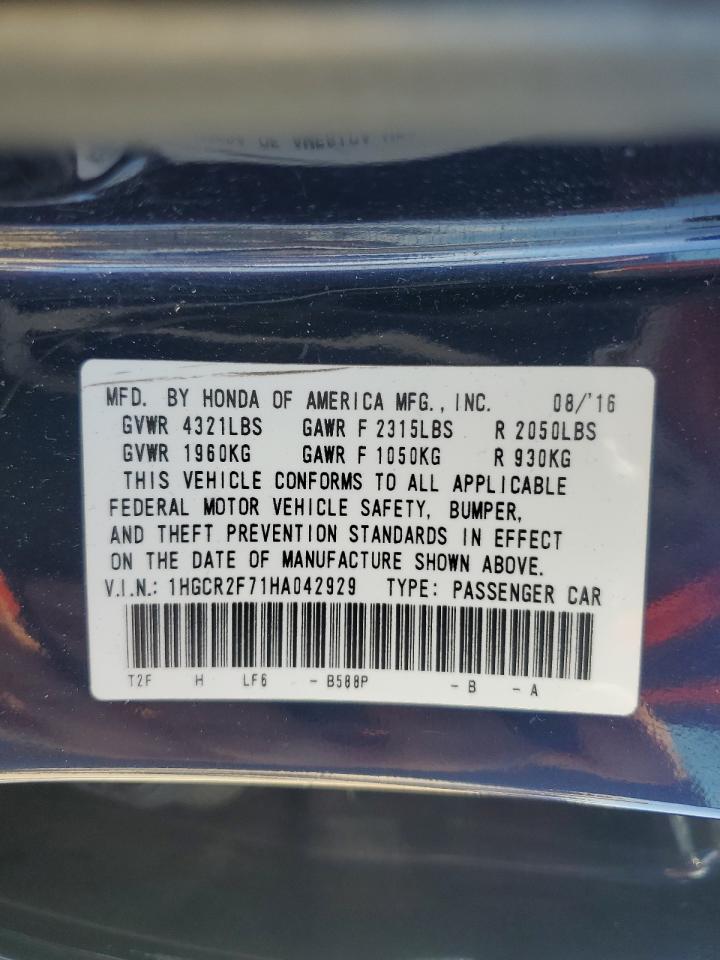 MFD. BY HONDA OF AMERICA MFG., INC. 08/'16
GVWR 4321LBS GAWR F 2315LBS R 2050LBS
GVWR 1960KG GAWR F 1050KG R 930KG
THIS VEHICLE CONFORMS TO ALL APPLICABLE
FEDERAL MOTOR VEHICLE SAFETY, BUMPER,
AND THEFT PREVENTION STANDARDS IN EFFECT
ON THE DATE OF MANUFACTURE SHOWN ABOVE.
V.I.N.: 1HGCR2F71HA042929 TYPE: PASSENGER CAR
T2F H LF6 - B588P - B - A